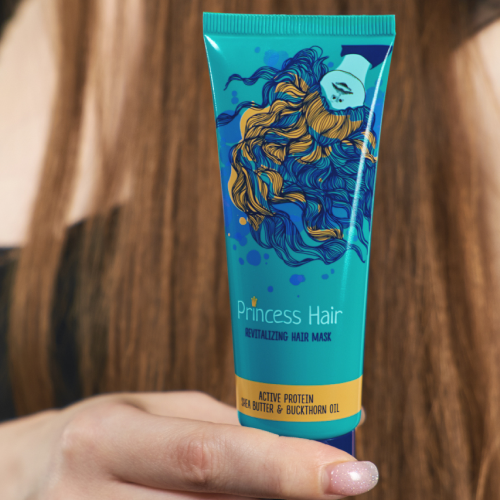 Princess Hair
REVITALIZING HAIR MASK
ACTIVE PROTEIN
SHEA BUTTER & BUCKTHORN OIL